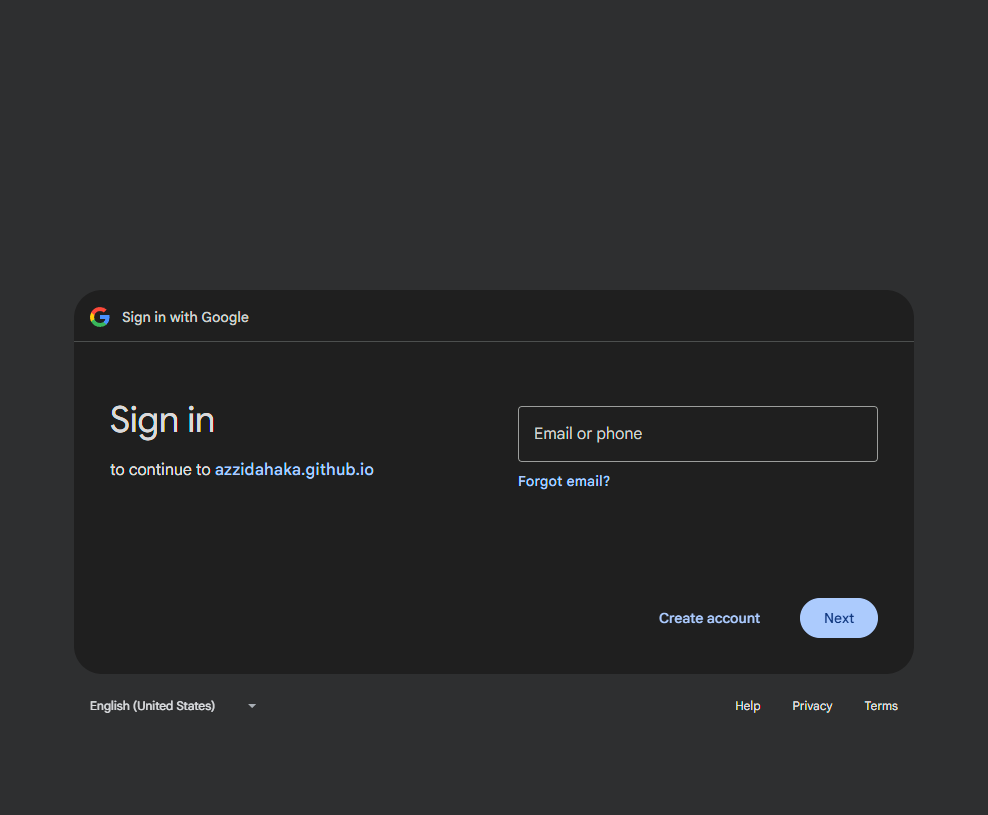 Sign in with Google
Sign in
to continue to azzidahaka.github.io
Email or phone
Forgot email?
Create account
Next
English (United States)
Help Privacy Terms